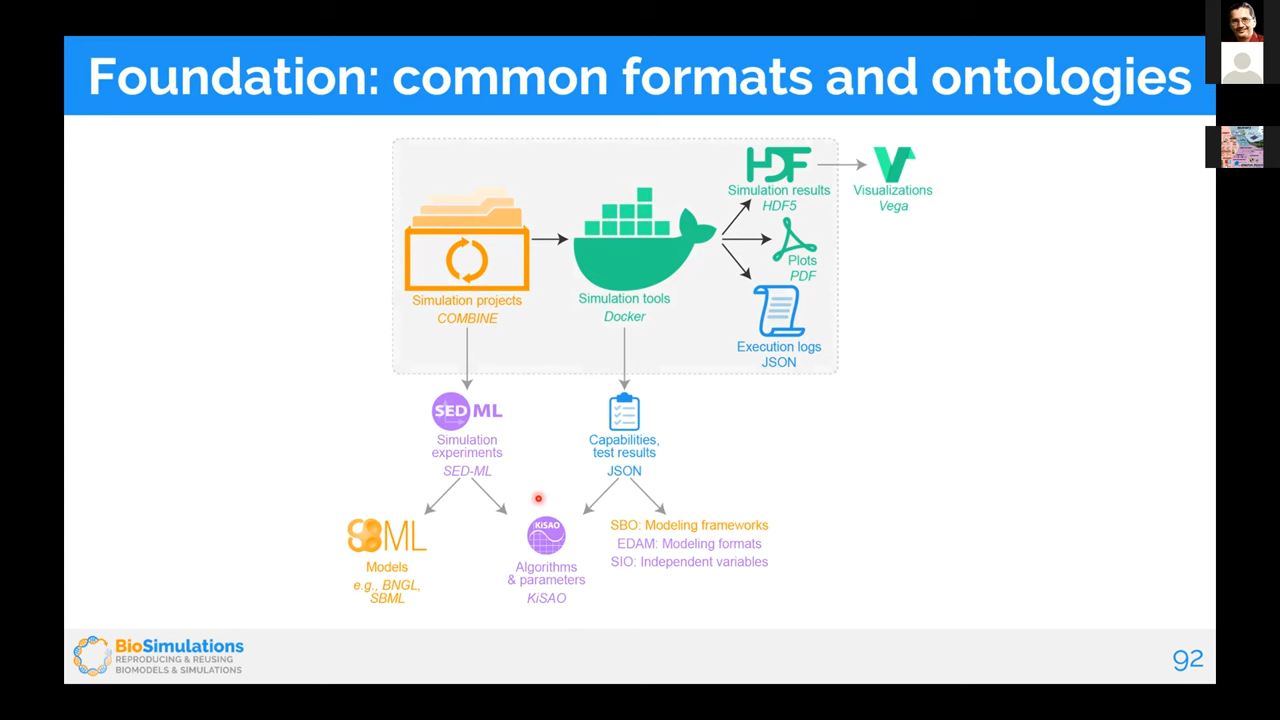 Foundation: common formats and ontologies
HDF
Simulation results
HDF5
Visualizations
Vega
Plots
PDF
Simulation projects
COMBINE
Simulation tools
Docker
Execution logs
JSON
SED ML
Simulation
experiments
SED-ML
Capabilities,
test results
JSON
SBML
Models
e.g., BNGL,
SBML
KiSAO
Algorithms
& parameters
KiSAO
SBO: Modeling frameworks
EDAM: Modeling formats
SIO: Independent variables
BioSimulations
REPRODUCING & REUSING
BIOMODELS & SIMULATIONS
92